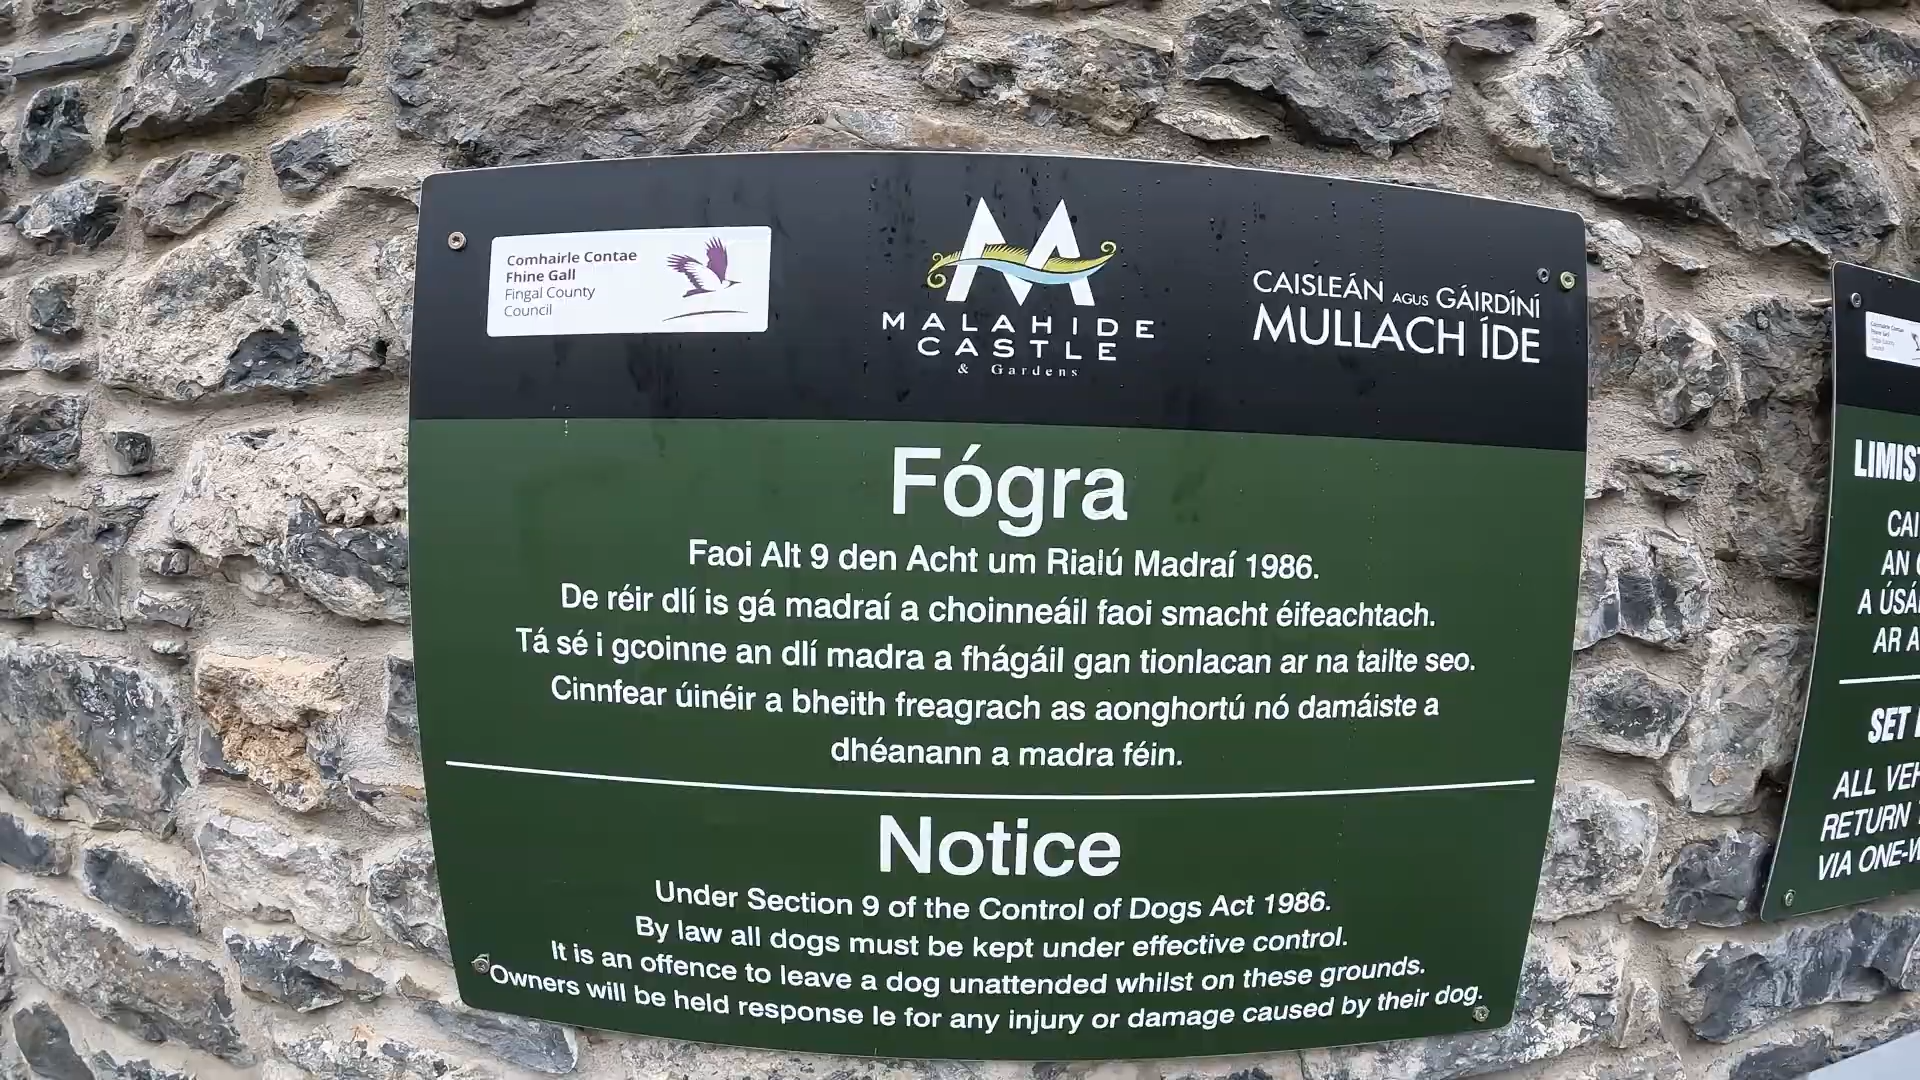 Comhairle Contae
Fhine Gall
Fingal County
Council
MALAHIDE
CASTLE
& Gardens
CAISLEÁN AGUS GÁIRDÍNÍ
MULLACH ÍDE
Fógra
Faoi Alt 9 den Acht um Rialú Madraí 1986.
De réir dlí is gá madraí a choinneáil faoi smacht éifeachtach.
Tá sé i gcoinne an dlí madra a fhágáil gan tionlacan ar na tailte seo.
Cinnfear úinéir a bheith freagrach as aonghortú nó damáiste a
dhéanann a madra féin.
Notice
Under Section 9 of the Control of Dogs Act 1986.
By law all dogs must be kept under effective control.
It is an offence to leave a dog unattended whilst on these grounds.
Owners will be held response le for any injury or damage caused by their dog.
AN
AR A
SET
ALL
RETURN
VIA